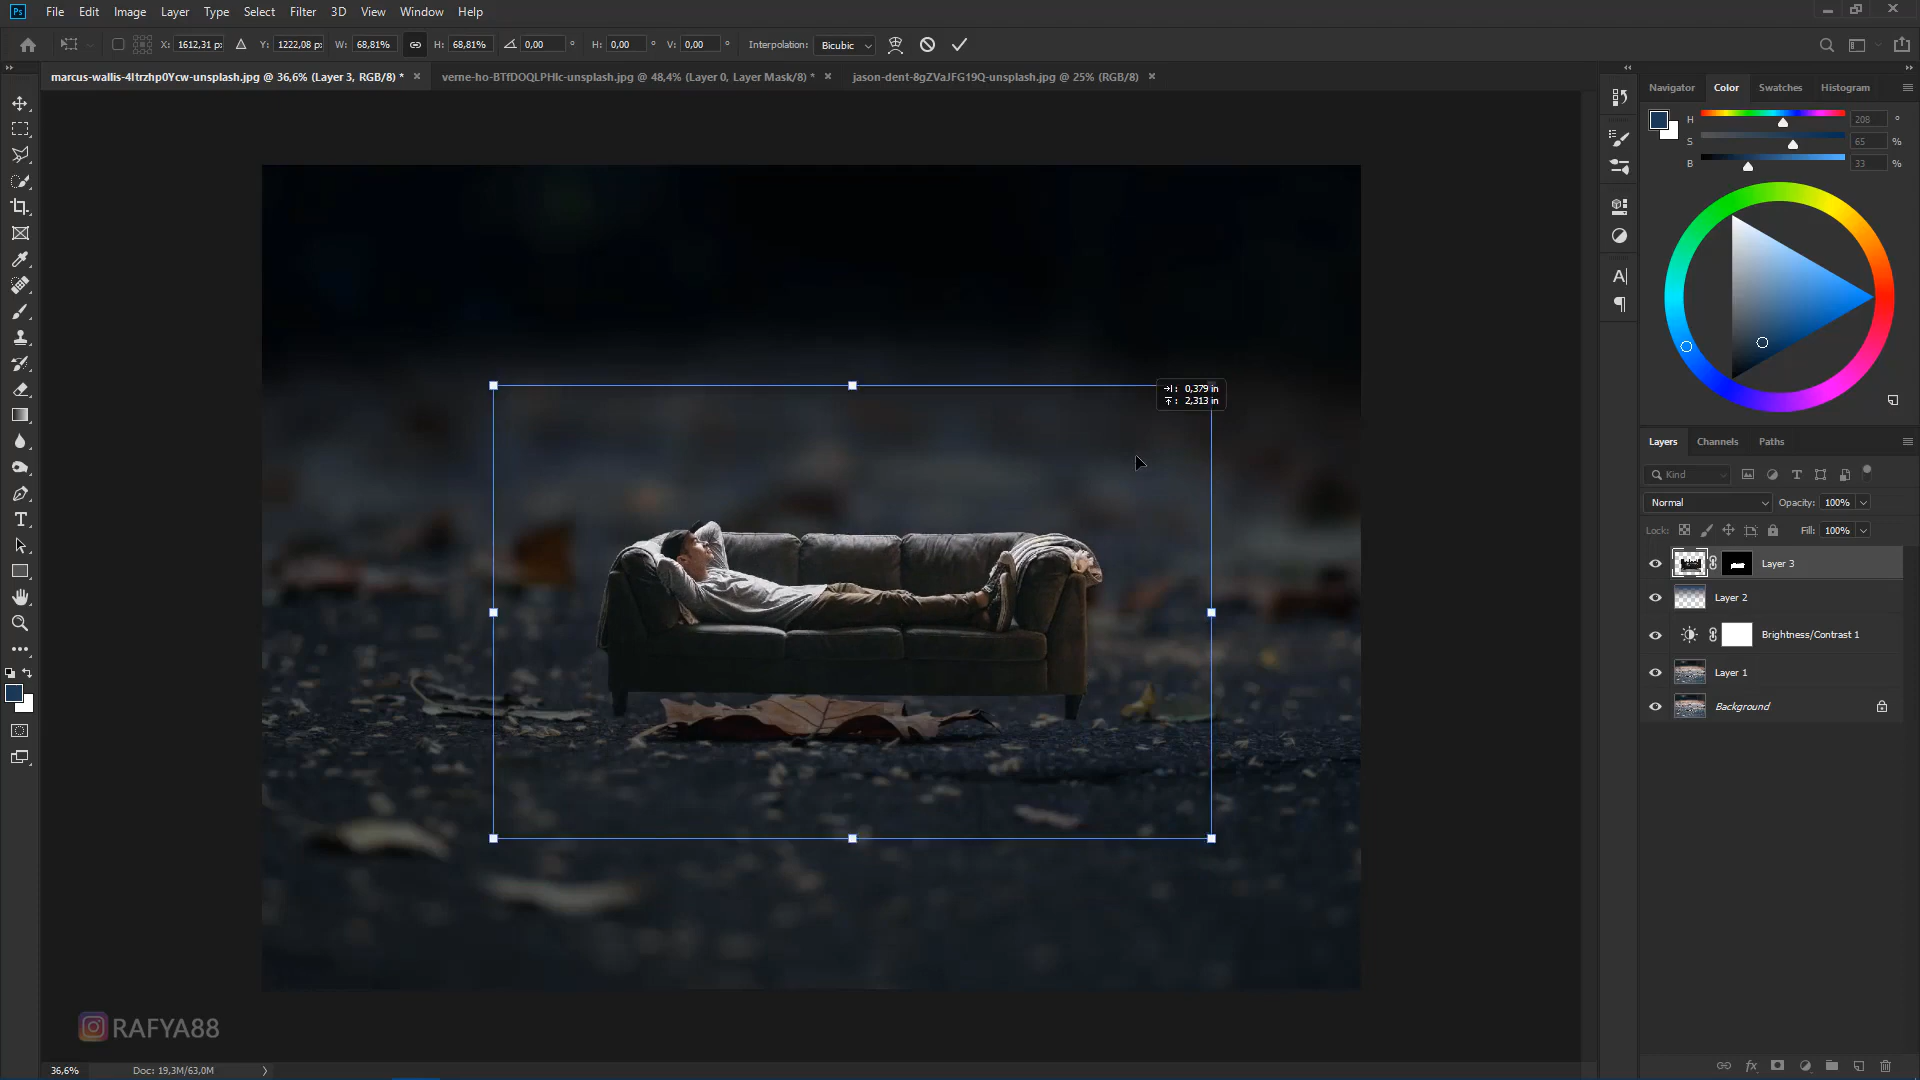 Ps File Edit Image Layer Type Select Filter 3D View Window Help
X: 1612,31 px Y: 1222,08 px W: 68,81% H: 68,81% 0,00 ° H: 0,00 ° V: 0,00 ° Interpolation: Bicubic
marcus-wallis-4ltrzhp0Ycw-unsplash.jpg @ 36,6% (Layer 3, RGB/8) * × verne-ho-BTfDOQLPHlc-unsplash.jpg @ 48,4% (Layer 0, Layer Mask/8) * × jason-dent-8gZVaJFG19Q-unsplash.jpg @ 25% (RGB/8) ×
Navigator Color Swatches Histogram
H 208 °
S 65 %
B 33 %
0,379 in
2,313 in
Layers Channels Paths
Kind
Normal Opacity: 100%
Lock: Fill: 100%
Layer 3
Layer 2
Brightness/Contrast 1
Layer 1
Background
RAFYA88
36,6% Doc: 19,3M/63,0M